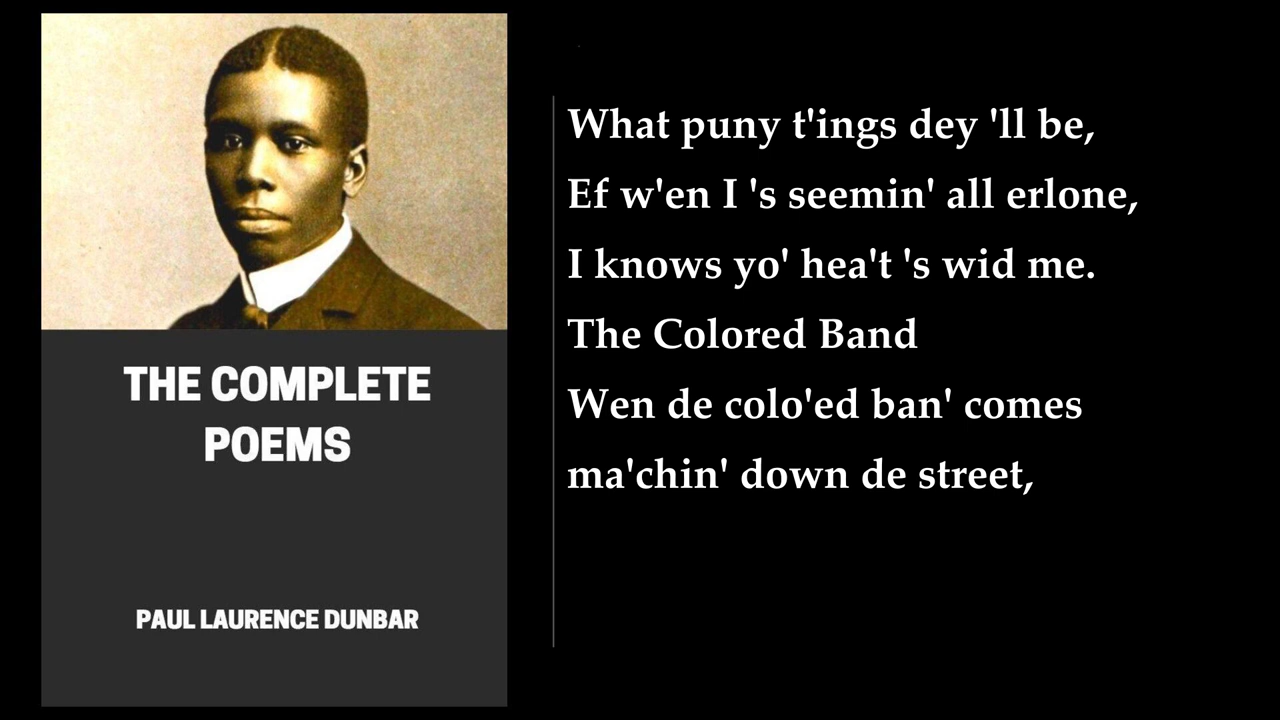 THE COMPLETE
POEMS
PAUL LAURENCE DUNBAR
What puny t'ings dey 'll be,
Ef w'en I 's seemin' all erlone,
I knows yo' hea't 's wid me.
The Colored Band
Wen de colo'ed ban' comes
ma'chin' down de street,